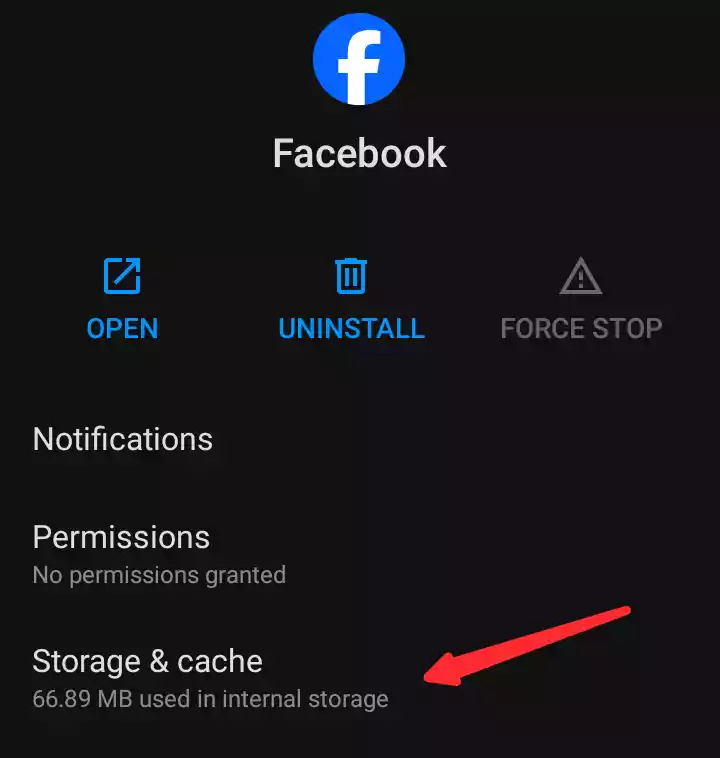 Facebook
OPEN UNINSTALL FORCE STOP
Notifications
Permissions
No permissions granted
Storage & cache
66.89 MB used in internal storage